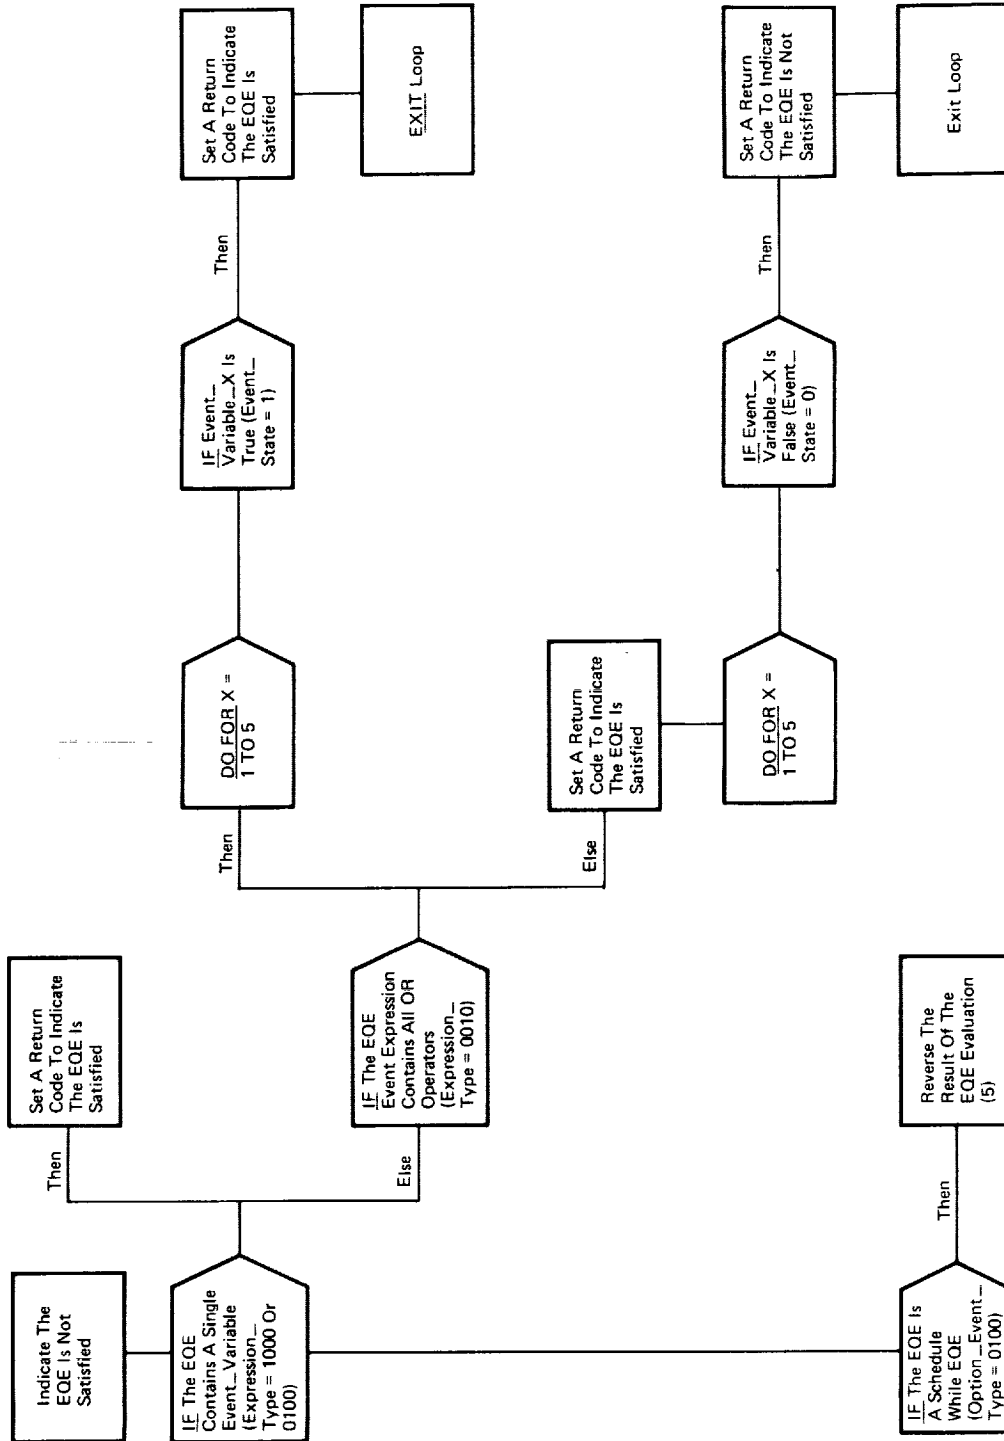 Indicate The
EQE Is Not
Satisfied
IF The EQE
Contains A Single
Event_Variable
(Expression_
Type = 1000 Or
0100)
Then
Set A Return
Code To Indicate
The EQE Is
Satisfied
Else
IF The EQE
Event Expression
Contains All OR
Operators
(Expression_
Type = 0010)
Then
DO FOR X =
1 TO 5
IF Event_
Variable_X Is
True (Event_
State = 1)
Then
Set A Return
Code To Indicate
The EQE Is
Satisfied
EXIT Loop
Else
Set A Return
Code To Indicate
The EQE Is
Satisfied
DO FOR X =
1 TO 5
IF Event_
Variable_X Is
False (Event_
State = 0)
Then
Set A Return
Code To Indicate
The EQE Is Not
Satisfied
Exit Loop
IF The EQE Is
A Schedule
While EQE
(Option_Event_
Type = 0100)
Then
Reverse The
Result Of The
EQE Evaluation
(5)